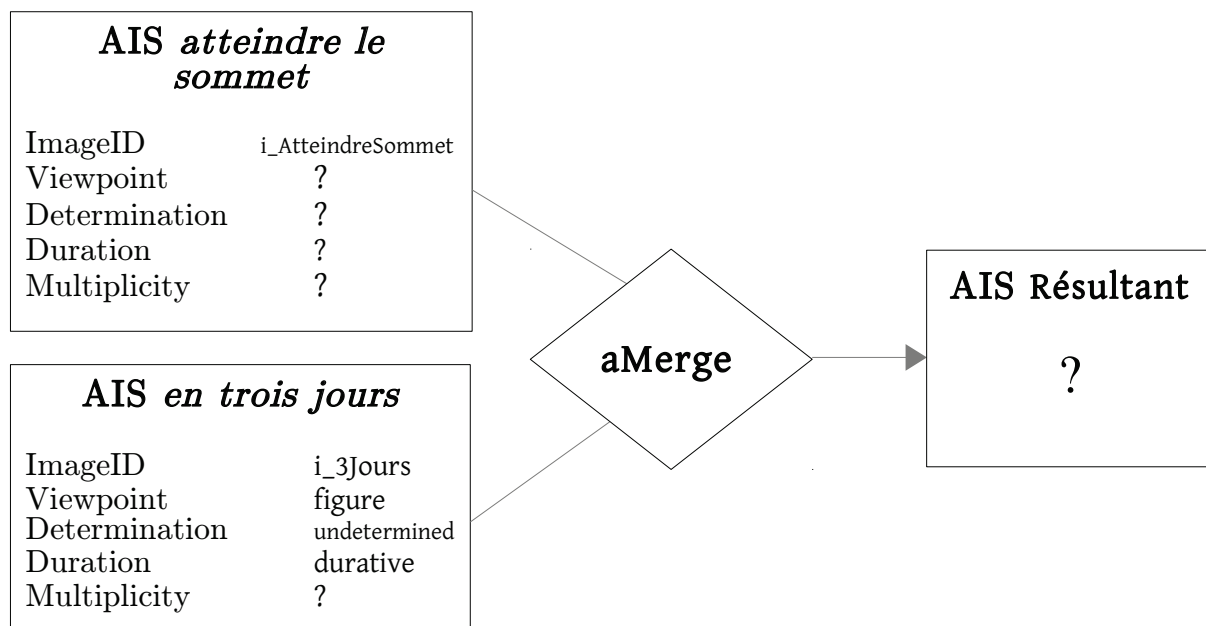 AIS atteindre le
sommet
ImageID i_AtteindreSommet
Viewpoint ?
Determination ?
Duration ?
Multiplicity ?
AIS en trois jours
ImageID i_3Jours
Viewpoint figure
Determination undetermined
Duration durative
Multiplicity ?
aMerge
AIS Résultant
?